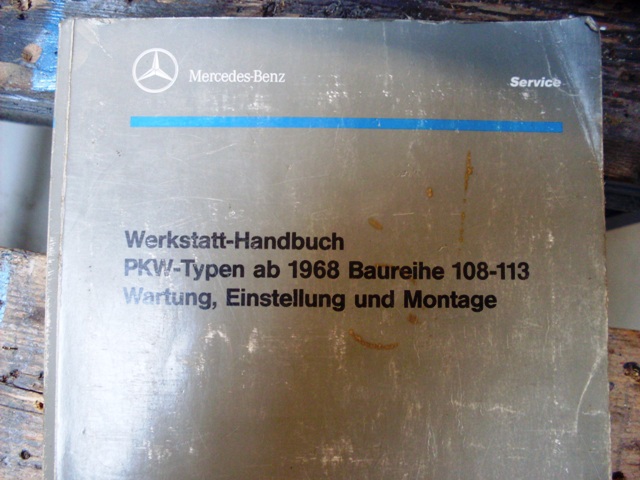 Mercedes-Benz
Service
Werkstatt-Handbuch
PKW-Typen ab 1968 Baureihe 108-113
Wartung, Einstellung und Montage